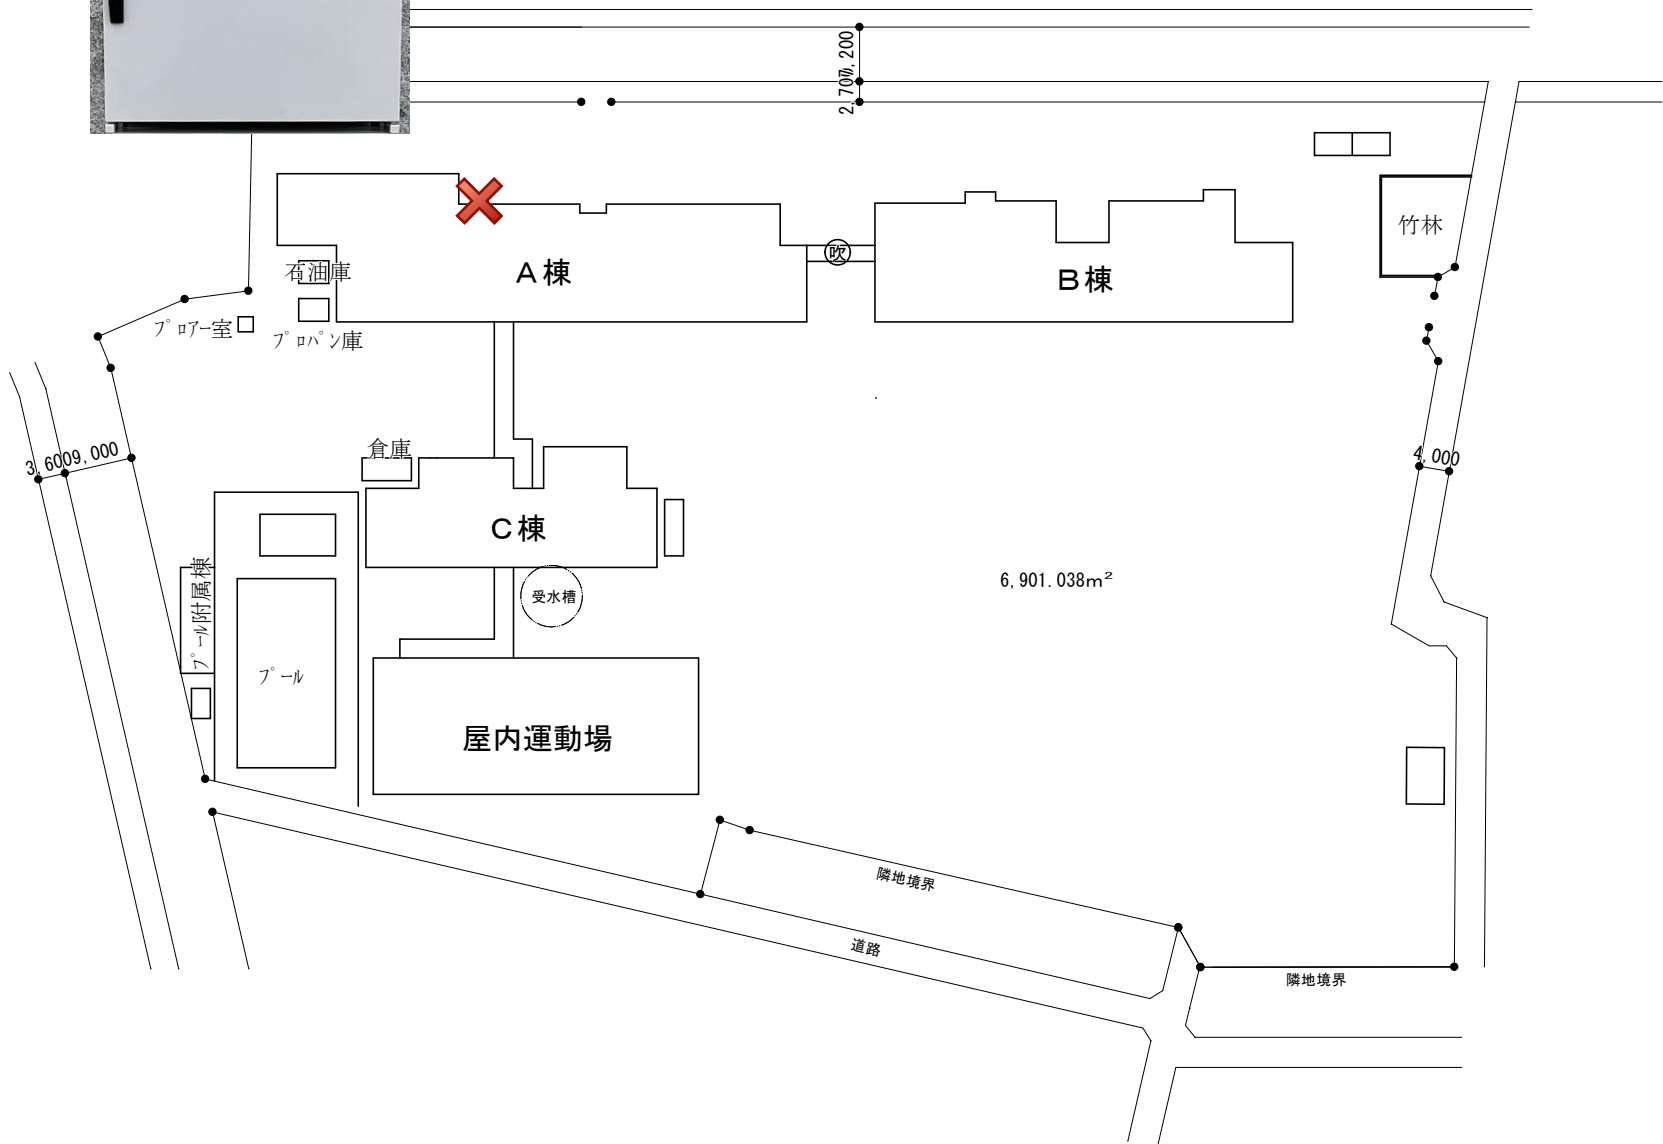 7,200
2,700
竹林
吹
A棟
B棟
石油庫
ブロアー室
プロパン庫
3,600
9,000
倉庫
4,000
C棟
6,901.038m²
受水槽
プール附属棟
プール
屋内運動場
隣地境界
道路
隣地境界